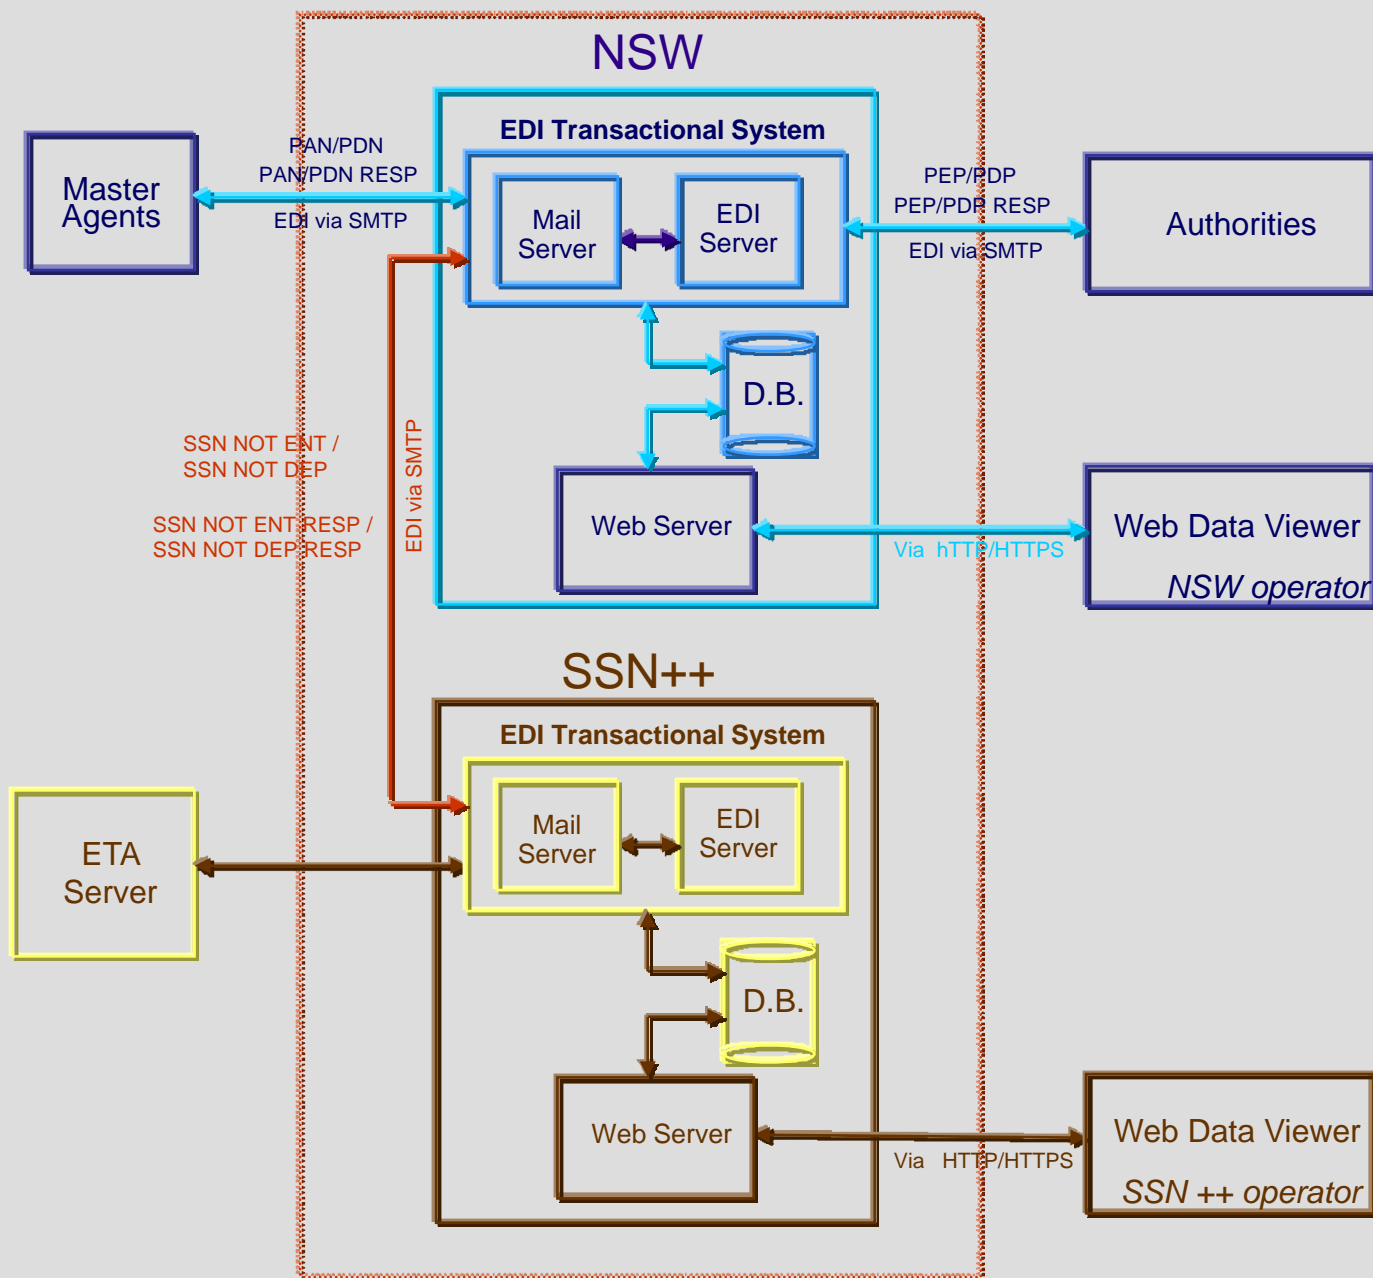 NSW
EDI Transactional System
Master
Agents
PAN/PDN
PAN/PDN RESP
EDI via SMTP
Mail
Server
EDI
Server
PEP/PDP
PEP/PDP RESP
EDI via SMTP
Authorities
D.B.
SSN NOT ENT /
SSN NOT DEP
SSN NOT ENT RESP /
SSN NOT DEP RESP
EDI via SMTP
Web Server
Via hTTP/HTTPS
Web Data Viewer
NSW operator
SSN++
EDI Transactional System
ETA
Server
Mail
Server
EDI
Server
D.B.
Web Server
Via HTTP/HTTPS
Web Data Viewer
SSN ++ operator